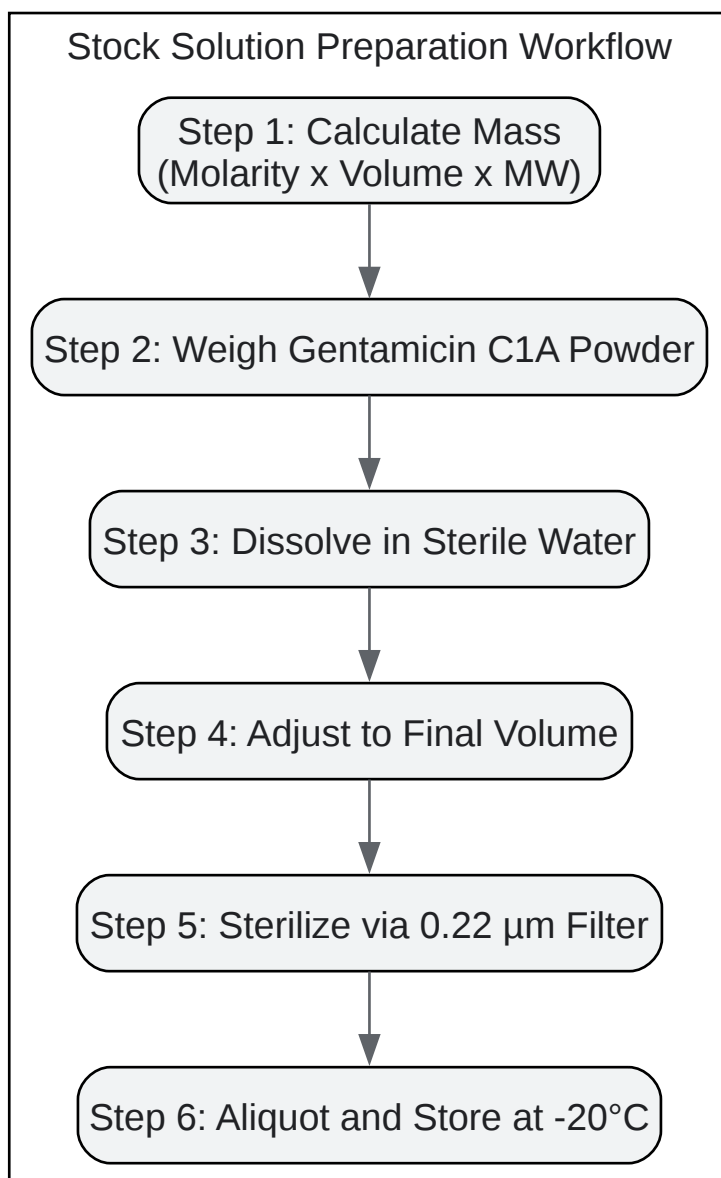 Stock Solution Preparation Workflow
Step 1: Calculate Mass
(Molarity x Volume x MW)
Step 2: Weigh Gentamicin C1A Powder
Step 3: Dissolve in Sterile Water
Step 4: Adjust to Final Volume
Step 5: Sterilize via 0.22 µm Filter
Step 6: Aliquot and Store at -20°C